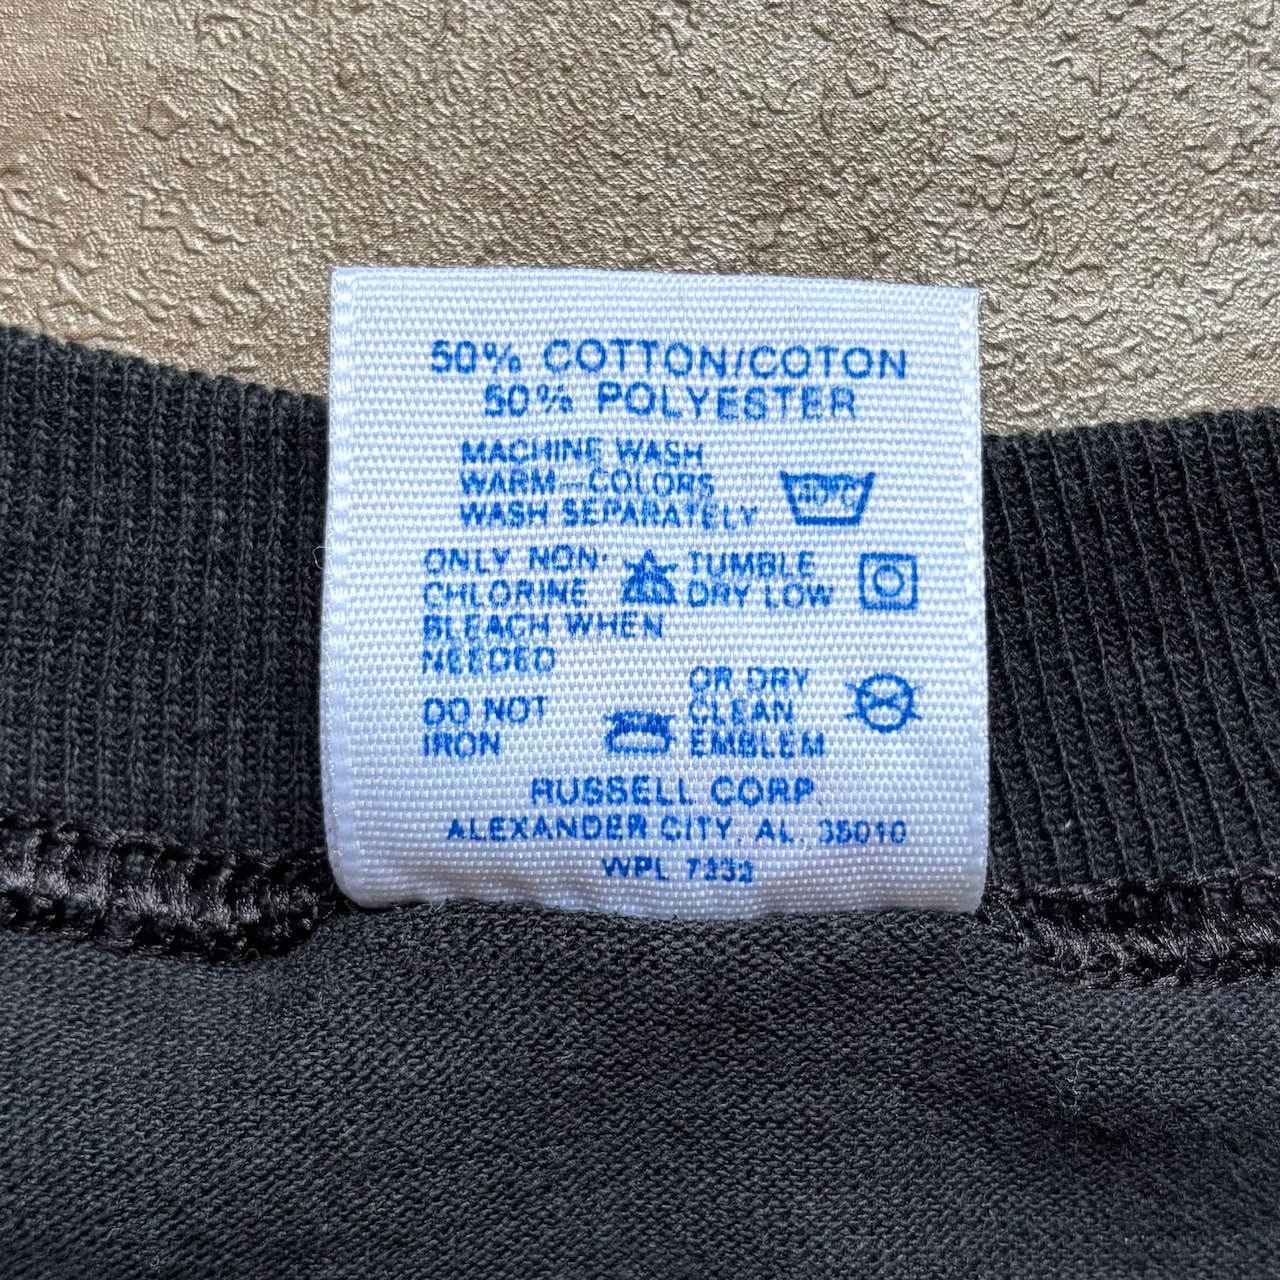 50% COTTON/COTON
50% POLYESTER
MACHINE WASH
WARM—COLORS
WASH SEPARATELY
40°C
ONLY NON-
CHLORINE
BLEACH WHEN
NEEDED
TUMBLE
DRY LOW
DO NOT
IRON
OR DRY
CLEAN
EMBLEM
RUSSELL CORP.
ALEXANDER CITY, AL. 35010
WPL